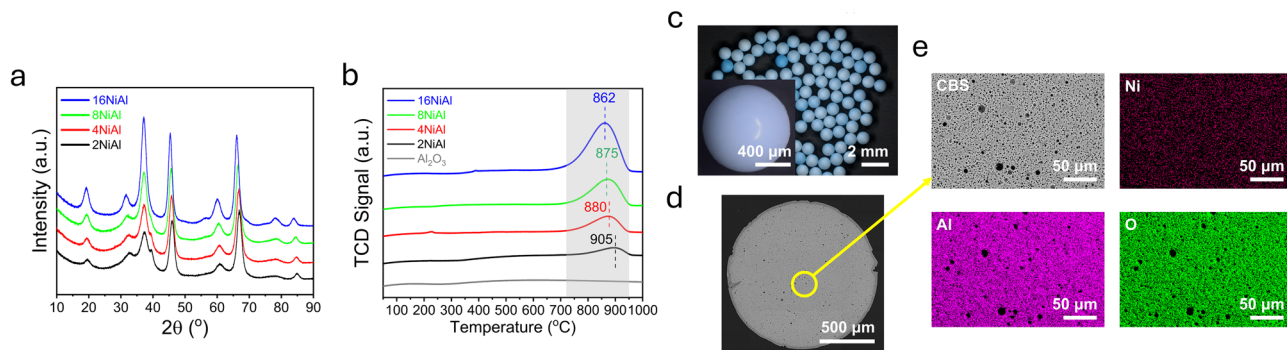 a
16NiAl
8NiAl
4NiAl
2NiAl
Intensity (a.u.)
10 20 30 40 50 60 70 80 90
2θ (°)
b
16NiAl
8NiAl
4NiAl
2NiAl
Al₂O₃
862
875
880
905
TCD Signal (a.u.)
100 200 300 400 500 600 700 800 900 1000
Temperature (°C)
c
400 µm
2 mm
d
500 µm
e
CBS
50 µm
Ni
50 µm
Al
50 µm
O
50 µm